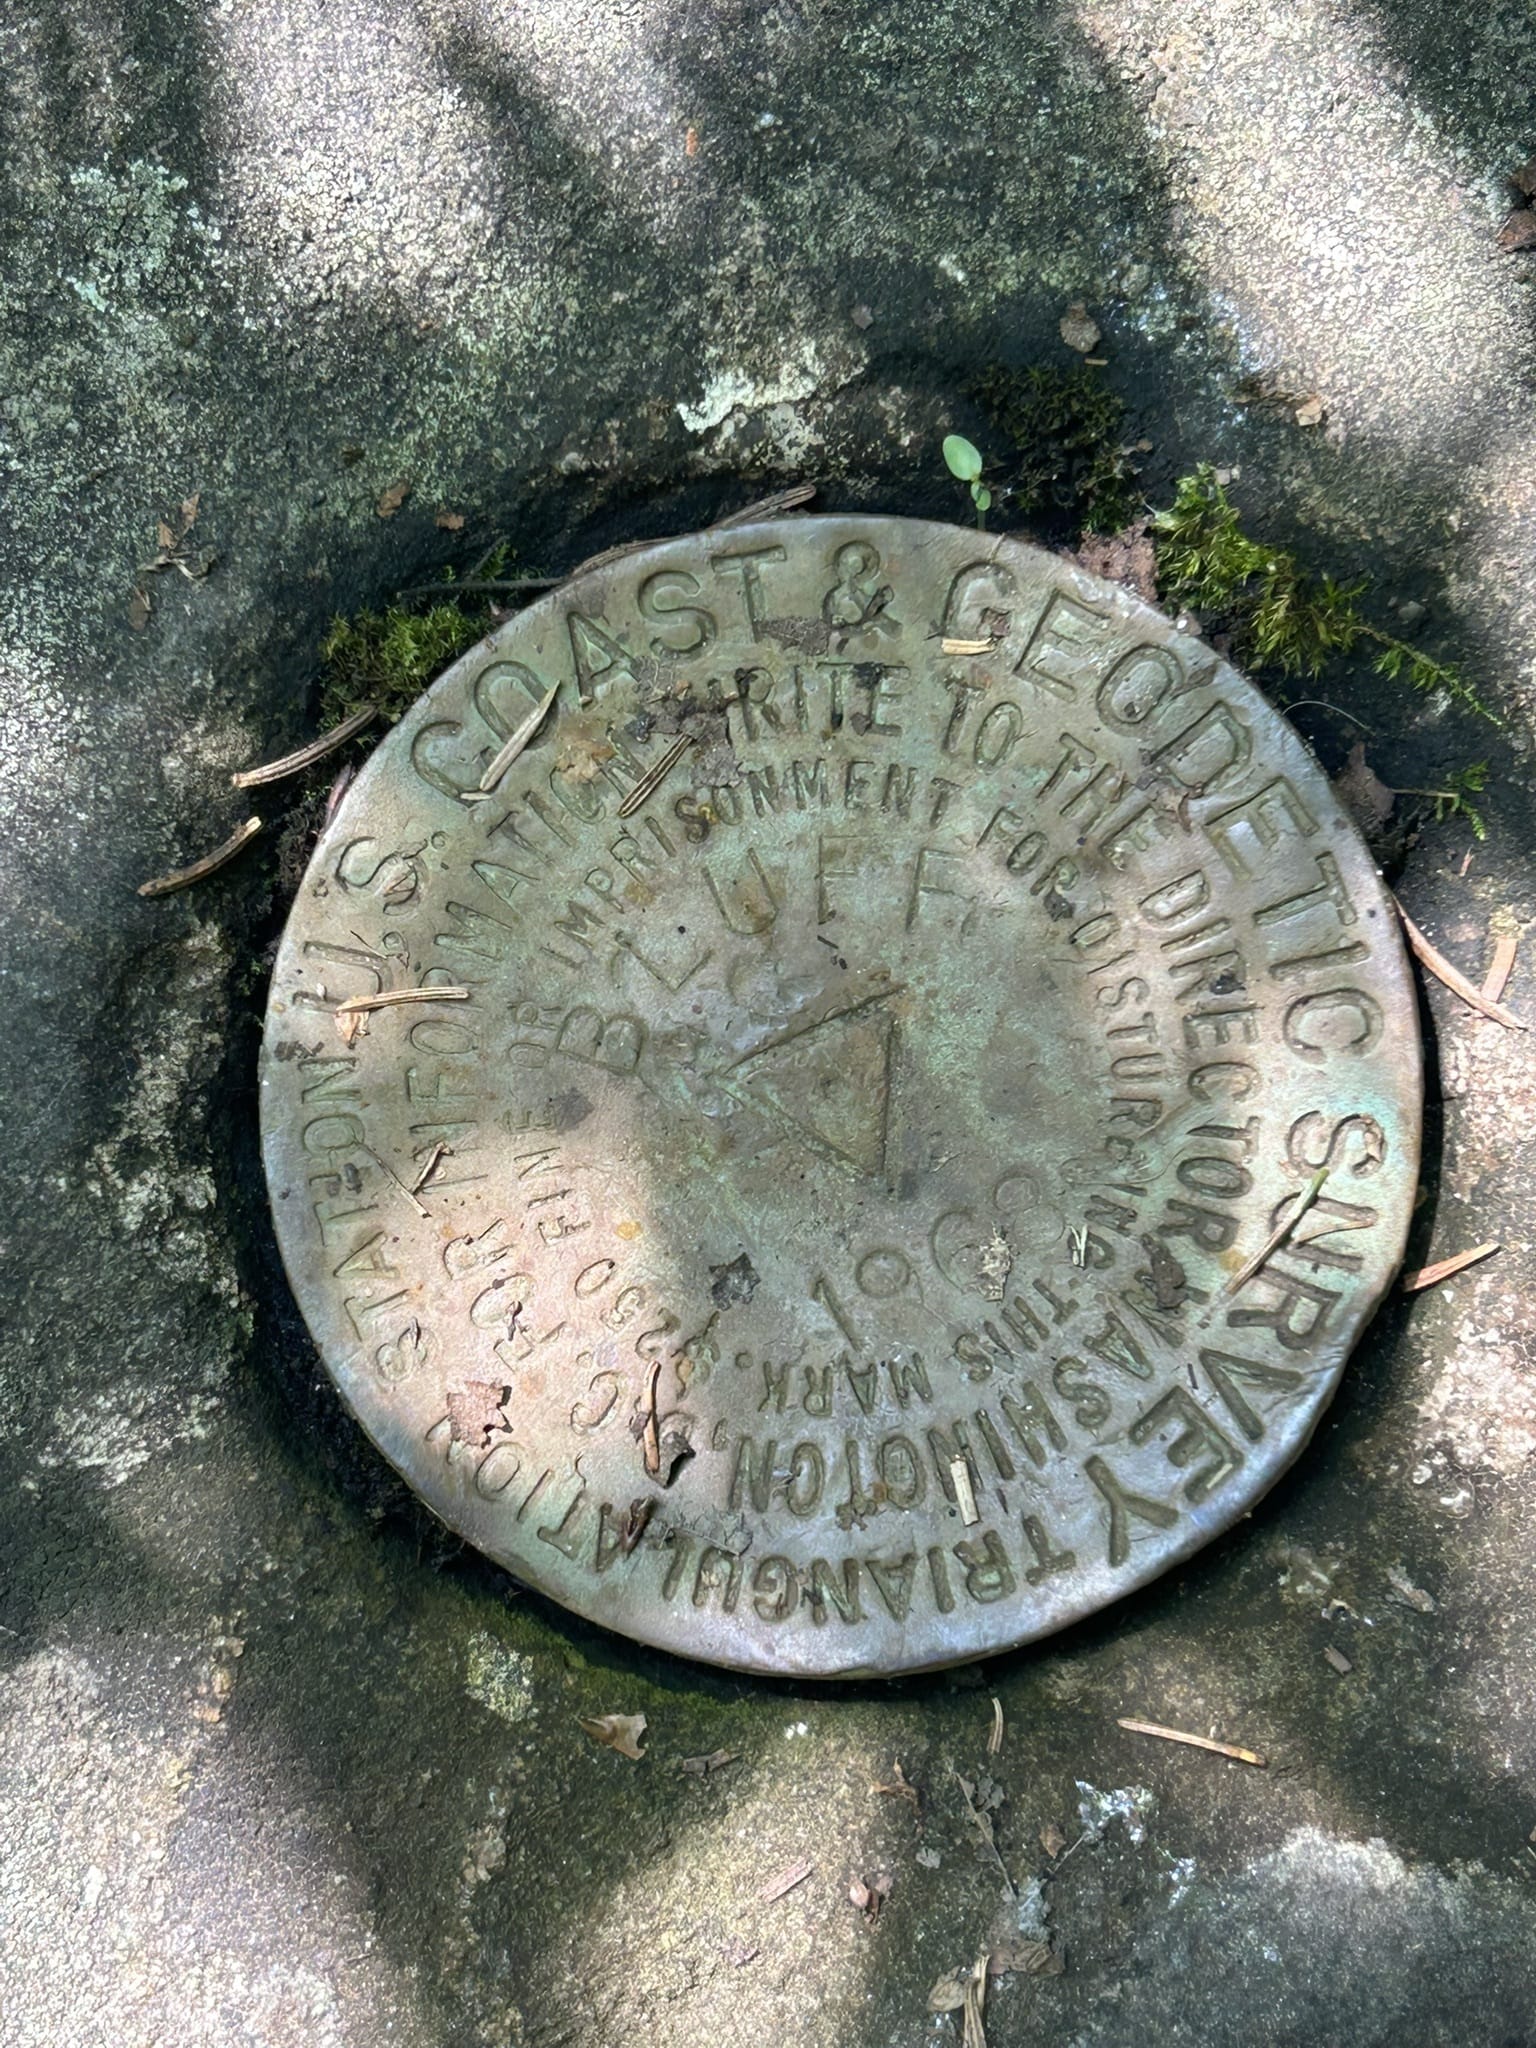 U.S. COAST & GEODETIC SURVEY
TRIANGULATION STATION
FOR INFORMATION WRITE TO THE DIRECTOR, WASHINGTON, D.C.
$250 FINE OR IMPRISONMENT FOR DISTURBING THIS MARK.
BLUFF